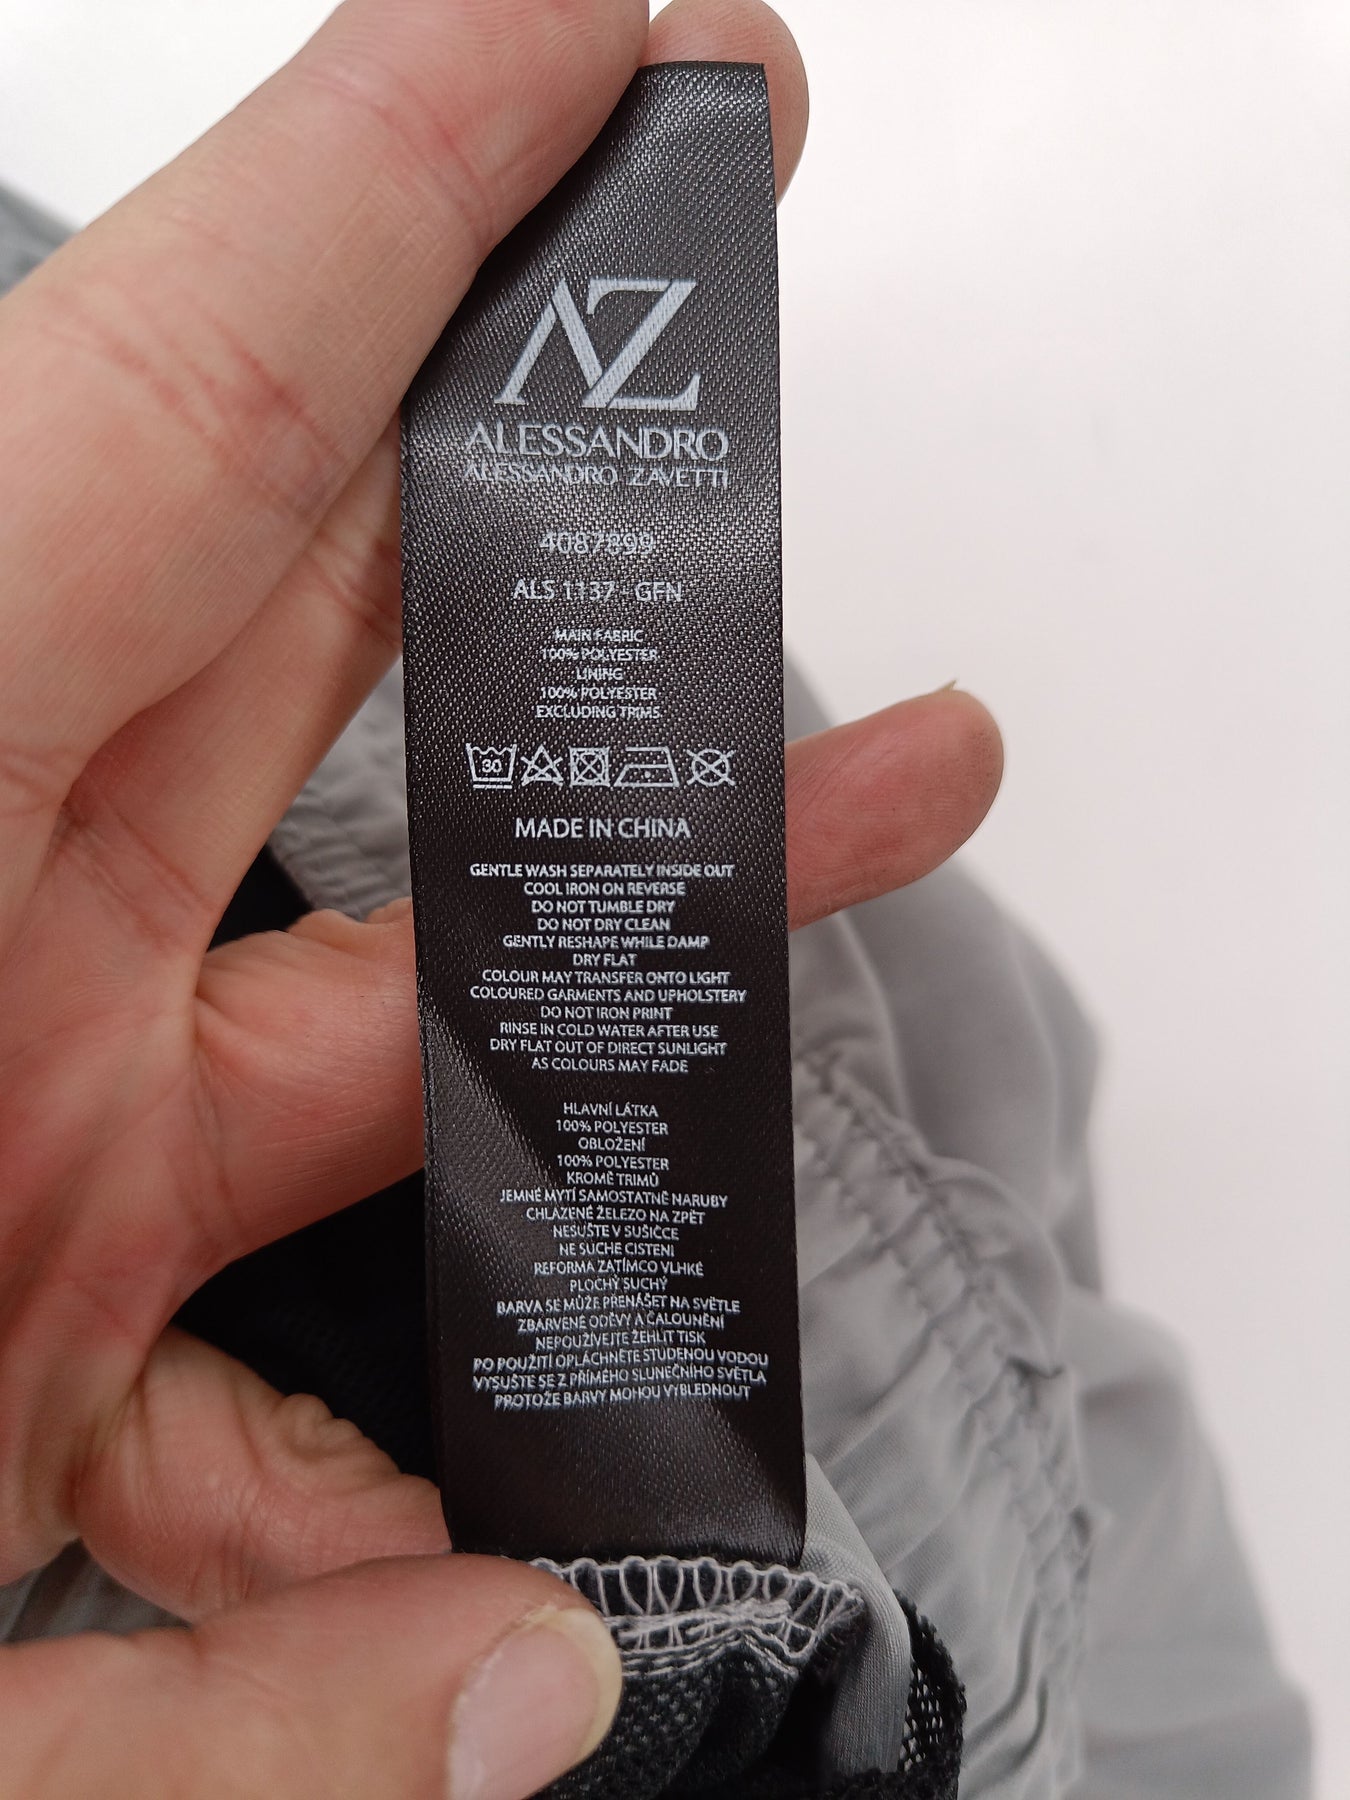 AZ
ALESSANDRO
ALESSANDRO ZAVETTI
4087899
ALS 1137 - GFN
MAIN FABRIC
100% POLYESTER
LINING
100% POLYESTER
EXCLUDING TRIMS
30
MADE IN CHINA
GENTLE WASH SEPARATELY INSIDE OUT
COOL IRON ON REVERSE
DO NOT TUMBLE DRY
DO NOT DRY CLEAN
GENTLY RESHAPE WHILE DAMP
DRY FLAT
COLOUR MAY TRANSFER ONTO LIGHT
COLOURED GARMENTS AND UPHOLSTERY
DO NOT IRON PRINT
RINSE IN COLD WATER AFTER USE
DRY FLAT OUT OF DIRECT SUNLIGHT
AS COLOURS MAY FADE
HLAVNÍ LÁTKA
100% POLYESTER
OBLOŽENÍ
100% POLYESTER
KROMĚ TRIMŮ
JEMNÉ MYTÍ SAMOSTATNĚ NARUBY
CHLAZENÉ ŽELEZO NA ZPĚT
NESUŠTE V SUŠIČCE
NE SUCHE CISTENI
REFORMA ZATÍMCO VLHKÉ
PLOCHÝ SUCHÝ
BARVA SE MŮŽE PŘENÁŠET NA SVĚTLE
ZBARVENÉ ODĚVY A ČALOUNĚNÍ
NEPOUŽÍVEJTE ŽEHLIT TISK
PO POUŽITÍ OPLÁCHNĚTE STUDENOU VODOU
VYSUŠTE SE Z PŘÍMÉHO SLUNEČNÍHO SVĚTLA
PROTOŽE BARVY MOHOU VYBLEDNOUT